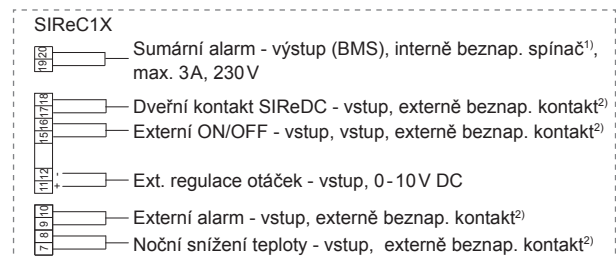 SIReC1X
19 20
Sumární alarm - výstup (BMS), interně beznap. spínač1),
max. 3A, 230V
17 18
Dveřní kontakt SIReDC - vstup, externě beznap. kontakt2)
15 16
Externí ON/OFF - vstup, vstup, externě beznap. kontakt2)
11 12 + -
Ext. regulace otáček - vstup, 0-10V DC
9 10
Externí alarm - vstup, externě beznap. kontakt2)
7 8
Noční snížení teploty - vstup, externě beznap. kontakt2)